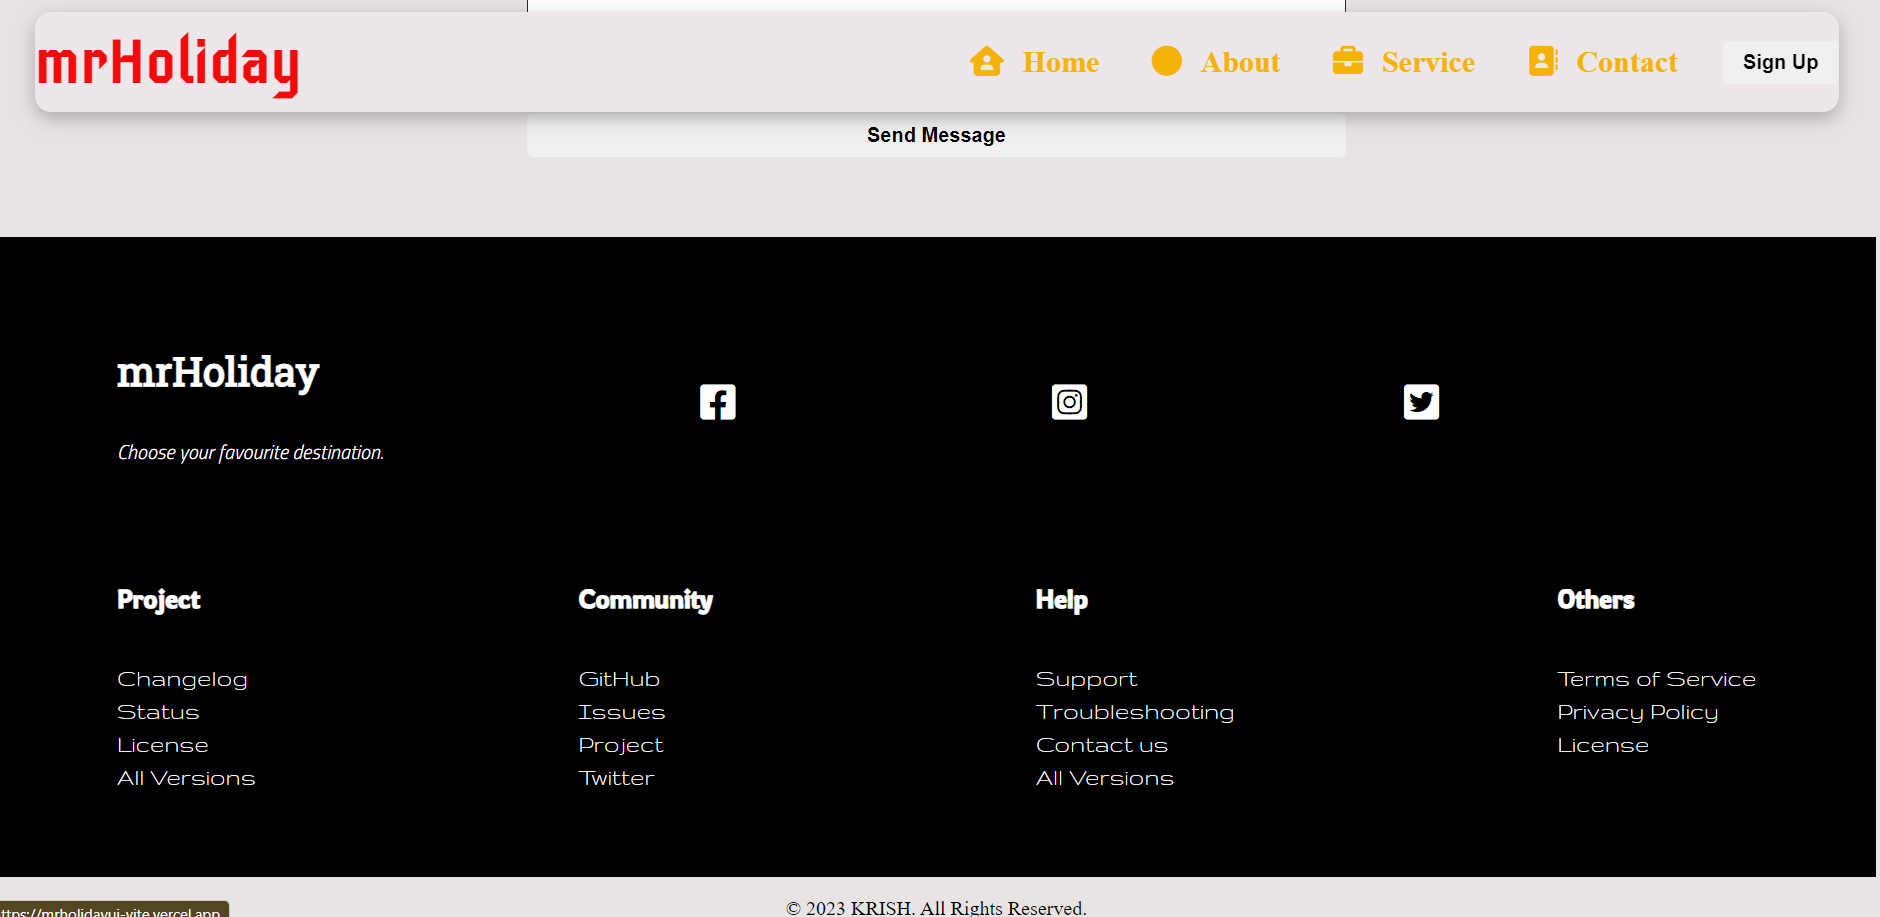 mrHoliday Home About Service Contact Sign Up
Send Message
mrHoliday
Choose your favourite destination.
Project Community Help Others
Changelog GitHub Support Terms of Service
Status Issues Troubleshooting Privacy Policy
License Project Contact us License
All Versions Twitter All Versions
© 2023 KRISH. All Rights Reserved.
ttps://mrholidayui-vite.vercel.app